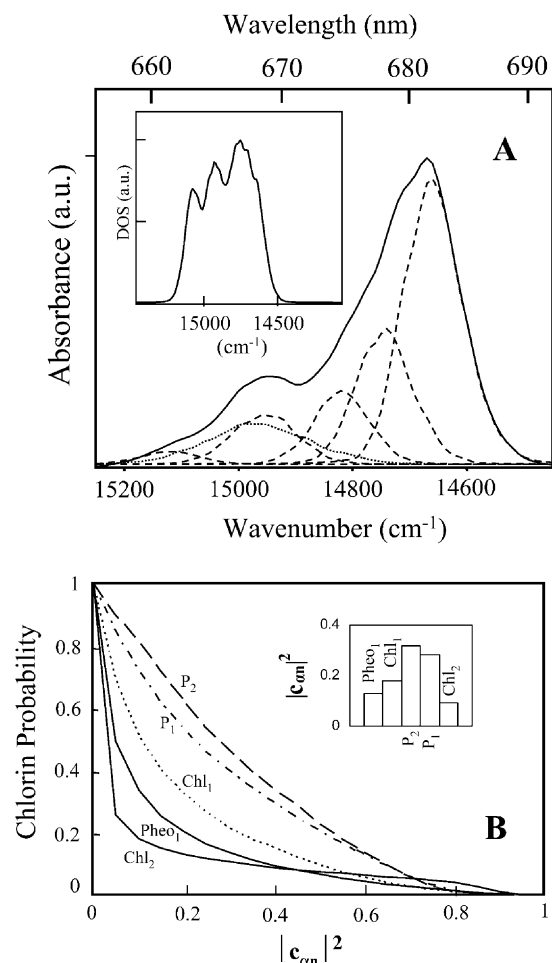 Wavelength (nm)
660 670 680 690
A
Absorbance (a.u.)
DOS (a.u.)
15000 14500
(cm-1)
15200 15000 14800 14600
Wavenumber (cm-1)
Chlorin Probability
1
0.8
0.6
0.4
0.2
0
P2
P1
Chl1
Pheo1
Chl2
0.4
0.2
0
|cαn|2
Pheo1
Chl1
P2
P1
Chl2
B
0 0.2 0.4 0.6 0.8 1
|cαn|2